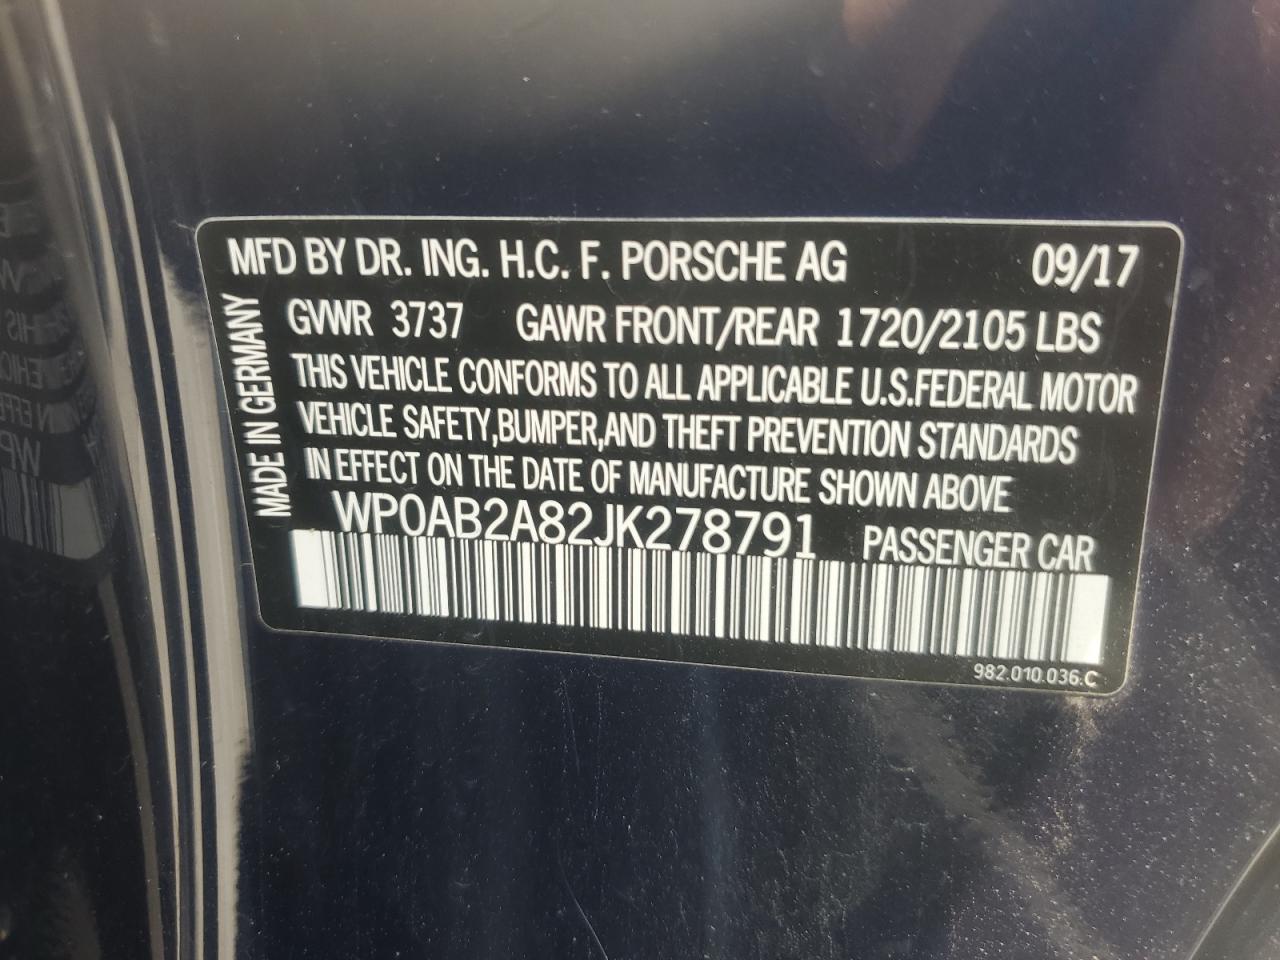 MFD BY DR. ING. H.C. F. PORSCHE AG 09/17
GVWR 3737 GAWR FRONT/REAR 1720/2105 LBS
THIS VEHICLE CONFORMS TO ALL APPLICABLE U.S.FEDERAL MOTOR
VEHICLE SAFETY,BUMPER,AND THEFT PREVENTION STANDARDS
IN EFFECT ON THE DATE OF MANUFACTURE SHOWN ABOVE
WP0AB2A82JK278791 PASSENGER CAR
MADE IN GERMANY
982.010.036.C